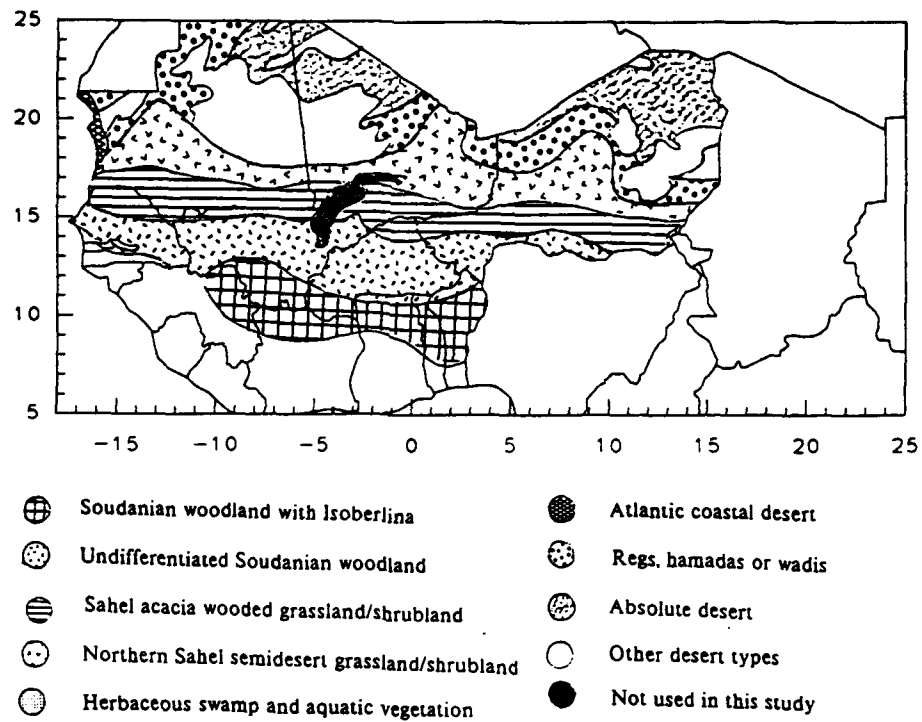 25
20
15
10
5
-15 -10 -5 0 5 10 15 20 25
Soudanian woodland with Isoberlina
Undifferentiated Soudanian woodland
Sahel acacia wooded grassland/shrubland
Northern Sahel semidesert grassland/shrubland
Herbaceous swamp and aquatic vegetation
Atlantic coastal desert
Regs, hamadas or wadis
Absolute desert
Other desert types
Not used in this study